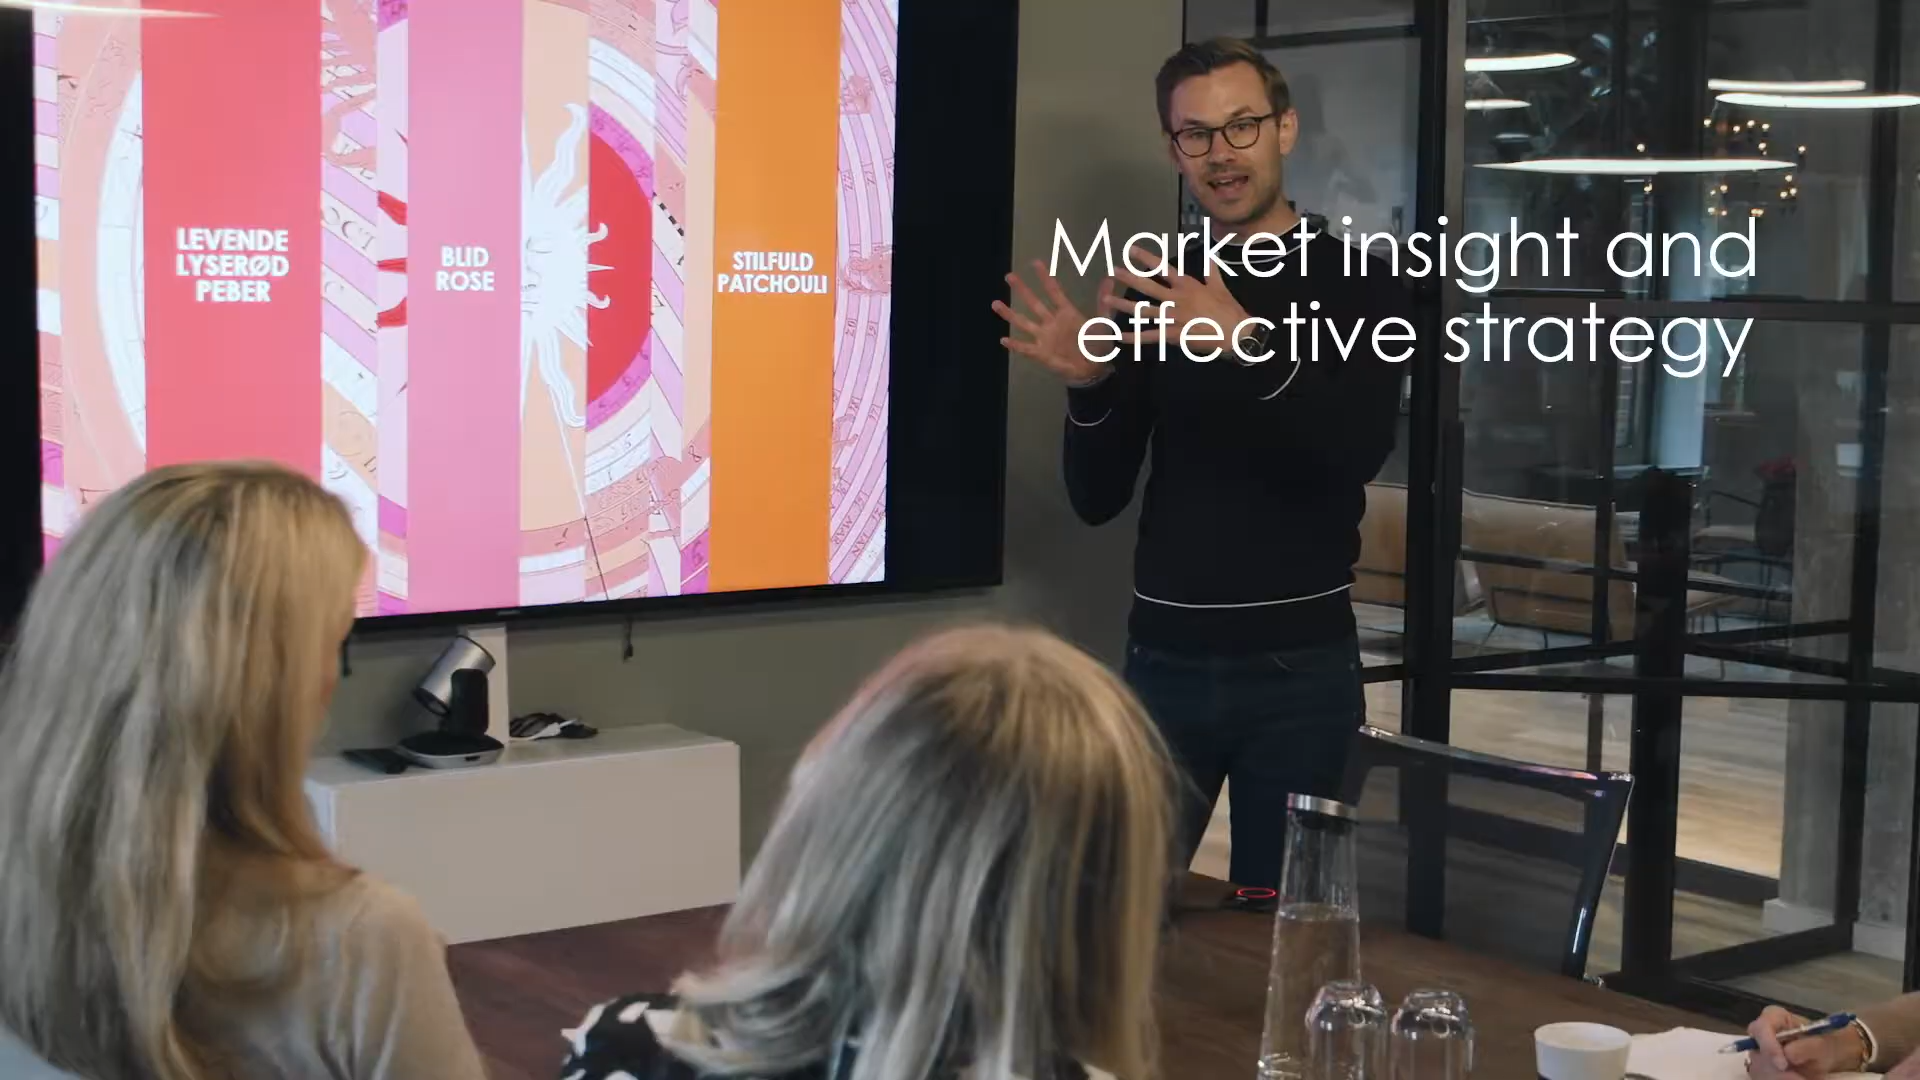 LEVENDE
LYSERØD
PEBER
BLID
ROSE
STILFULD
PATCHOULI
Market insight and
effective strategy